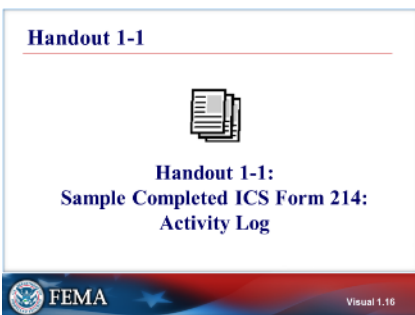 Handout 1-1
Handout 1-1:
Sample Completed ICS Form 214:
Activity Log
FEMA
Visual 1.16